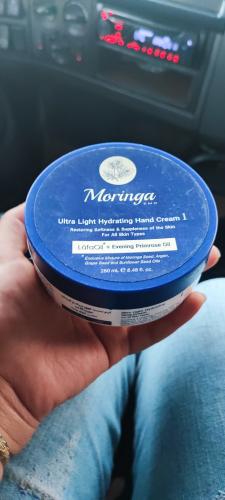 Moringa
EMO
Ultra Light Hydrating Hand Cream 1
Restoring Softness & Suppleness of the Skin
For All Skin Types
LafaOil* + Evening Primrose Oil
* Exclusive Mixture of Moringa Seed, Argan,
Grape Seed and Sunflower Seed Oils
250 mL ℮ 8.45 fl. oz.